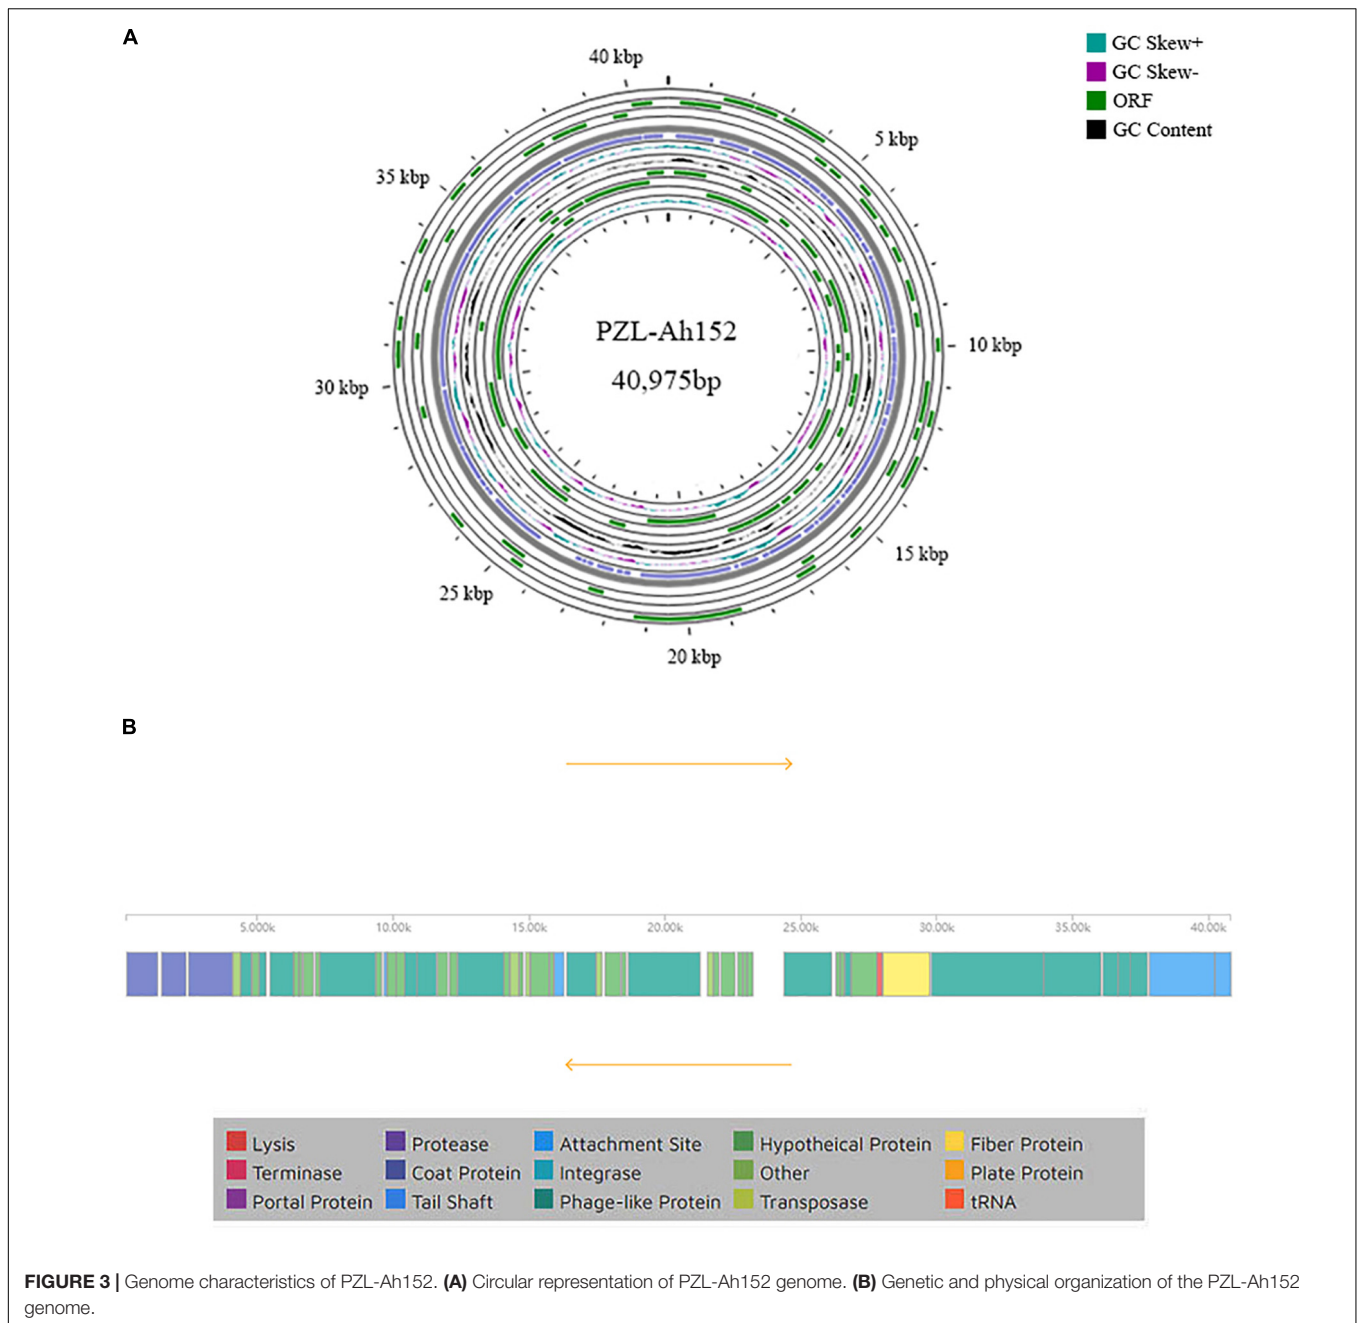 A
GC Skew+
GC Skew-
ORF
GC Content
40 kbp
5 kbp
35 kbp
10 kbp
30 kbp
15 kbp
25 kbp
20 kbp
PZL-Ah152
40,975bp
B
5.000k 10.00k 15.00k 20.00k 25.00k 30.00k 35.00k 40.00k
Lysis Protease Attachment Site Hypotheical Protein Fiber Protein
Terminase Coat Protein Integrase Other Plate Protein
Portal Protein Tail Shaft Phage-like Protein Transposase tRNA
FIGURE 3 | Genome characteristics of PZL-Ah152. (A) Circular representation of PZL-Ah152 genome. (B) Genetic and physical organization of the PZL-Ah152
genome.